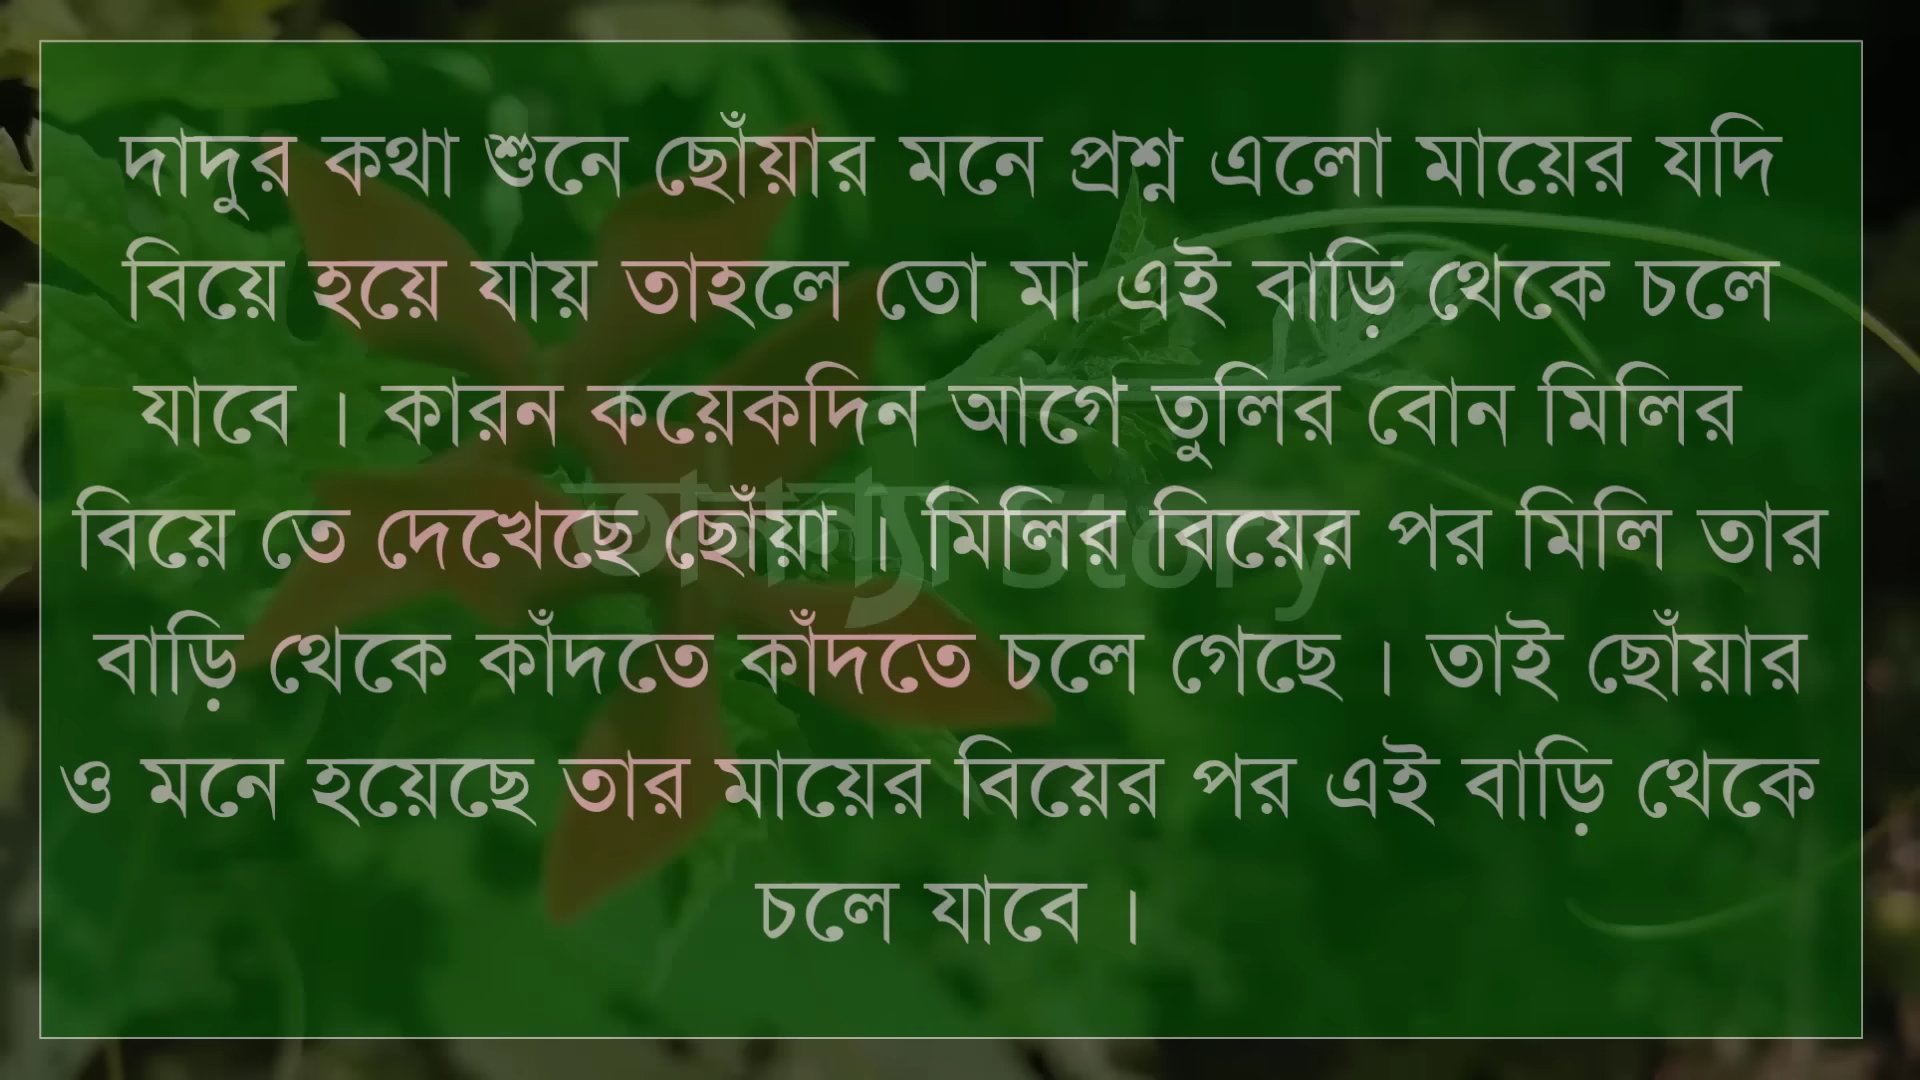 দাদুর কথা শুনে ছোঁয়ার মনে প্রশ্ন এলো মায়ের যদি
বিয়ে হয়ে যায় তাহলে তো মা এই বাড়ি থেকে চলে
যাবে । কারন কয়েকদিন আগে তুলির বোন মিলির
বিয়ে তে দেখেছে ছোঁয়া । মিলির বিয়ের পর মিলি তার
বাড়ি থেকে কাঁদতে কাঁদতে চলে গেছে । তাই ছোঁয়ার
ও মনে হয়েছে তার মায়ের বিয়ের পর এই বাড়ি থেকে
চলে যাবে ।
Story